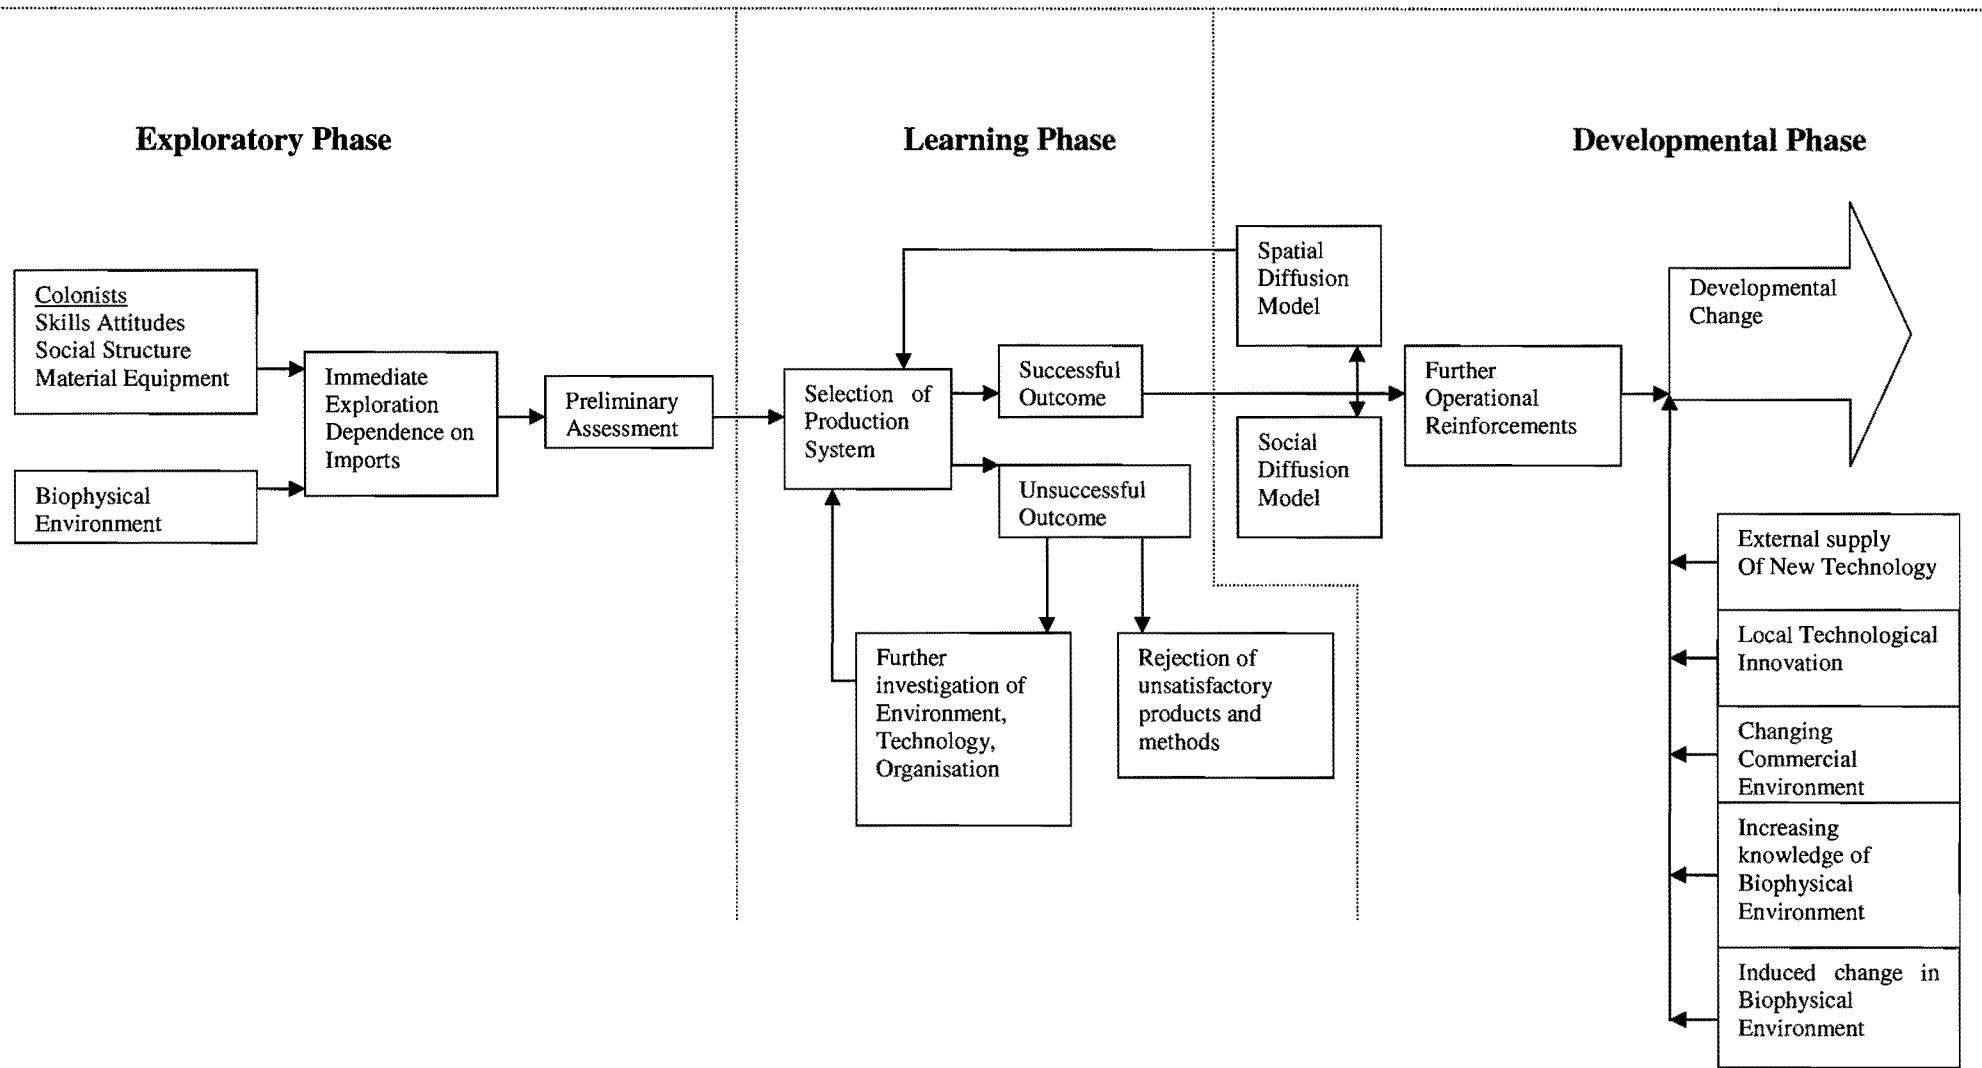 Exploratory Phase
Learning Phase
Developmental Phase
Colonists
Skills Attitudes
Social Structure
Material Equipment
Biophysical
Environment
Immediate
Exploration
Dependence on
Imports
Preliminary
Assessment
Selection of
Production
System
Successful
Outcome
Unsuccessful
Outcome
Further
investigation of
Environment,
Technology,
Organisation
Rejection of
unsatisfactory
products and
methods
Spatial
Diffusion
Model
Social
Diffusion
Model
Further
Operational
Reinforcements
Developmental
Change
External supply
Of New Technology
Local Technological
Innovation
Changing
Commercial
Environment
Increasing
knowledge of
Biophysical
Environment
Induced change in
Biophysical
Environment